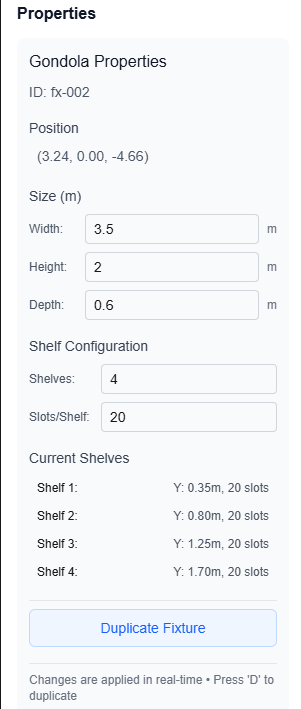 Properties
Gondola Properties
ID: fx-002
Position
(3.24, 0.00, -4.66)
Size (m)
Width: 3.5 m
Height: 2 m
Depth: 0.6 m
Shelf Configuration
Shelves: 4
Slots/Shelf: 20
Current Shelves
Shelf 1: Y: 0.35m, 20 slots
Shelf 2: Y: 0.80m, 20 slots
Shelf 3: Y: 1.25m, 20 slots
Shelf 4: Y: 1.70m, 20 slots
Duplicate Fixture
Changes are applied in real-time • Press 'D' to
duplicate